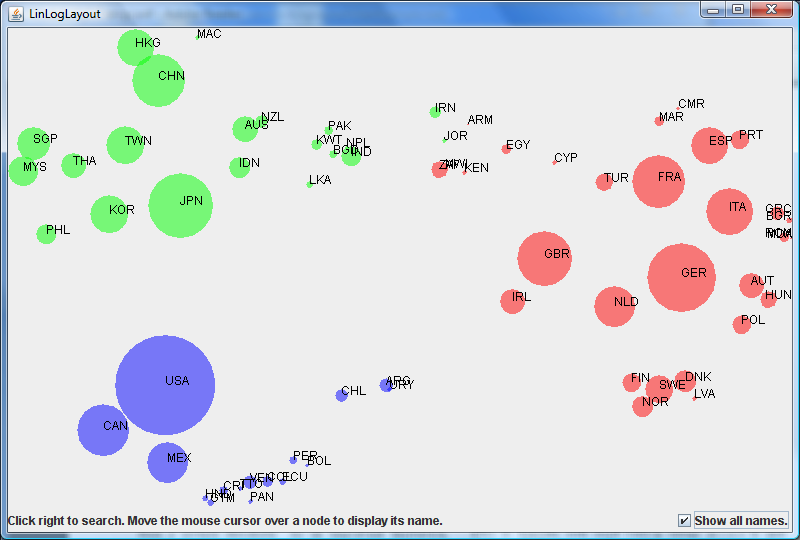 LinLogLayout
MAC
HKG
CHN
CMR
IRN
MAR
NZL
ARM
AUS
PAK
PRT
SGP
TWN
JOR
ESP
KWT
NPL
EGY
BGD
IND
CYP
THA
IDN
MYS
KEN
LKA
TUR
FRA
JPN
KOR
ITA
GRC
BGR
PHL
GBR
GER
AUT
HUN
IRL
NLD
POL
USA
ARG
URY
FIN
DNK
CHL
SWE
LVA
NOR
CAN
MEX
PER
BOL
VEN
COL
ECU
CRI
TTO
HND
GTM
PAN
Click right to search. Move the mouse cursor over a node to display its name.
Show all names.